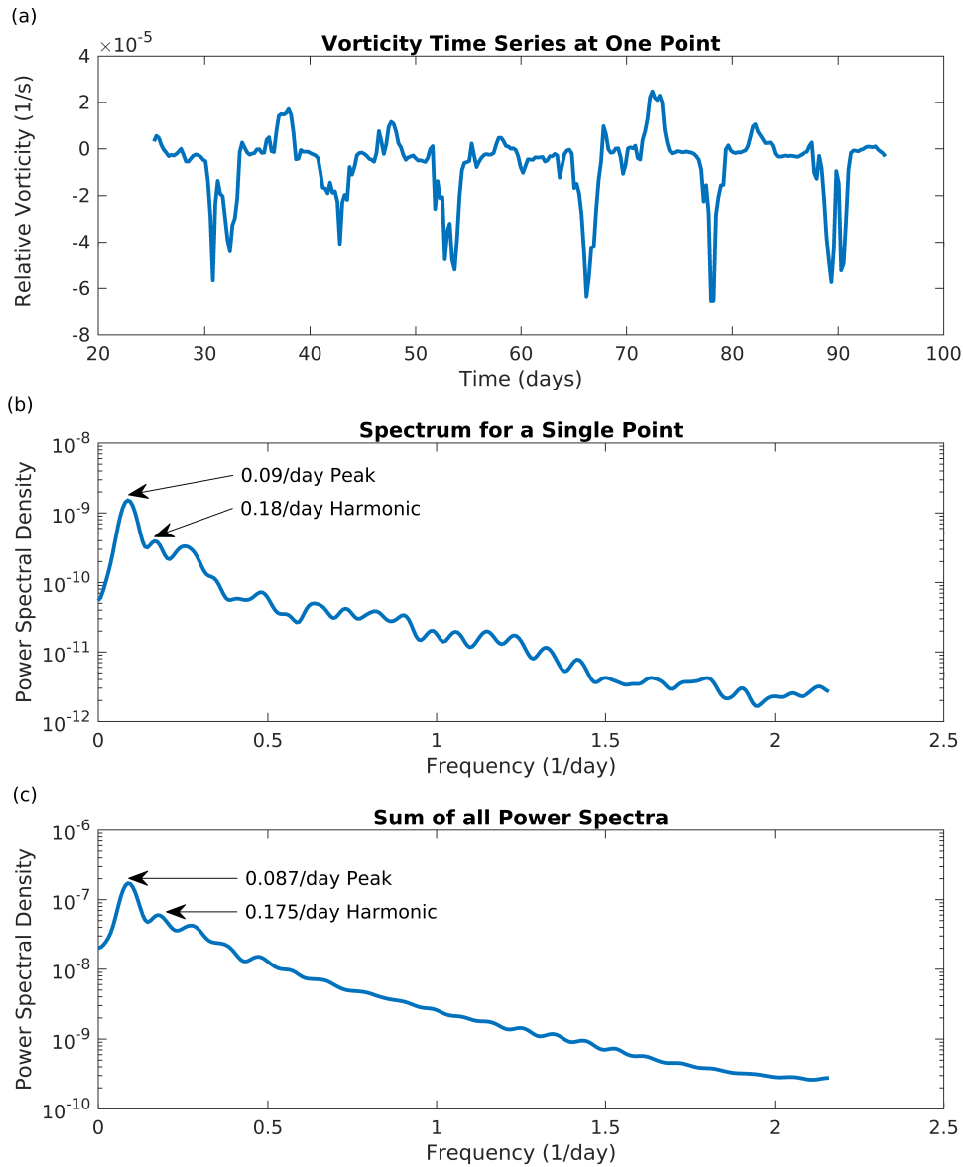 (a)
×10-5
Vorticity Time Series at One Point
4
2
0
-2
-4
-6
-8
Relative Vorticity (1/s)
20 30 40 50 60 70 80 90 100
Time (days)
(b)
Spectrum for a Single Point
10-8
10-9
10-10
10-11
10-12
Power Spectral Density
0.09/day Peak
0.18/day Harmonic
0 0.5 1 1.5 2 2.5
Frequency (1/day)
(c)
Sum of all Power Spectra
10-6
10-7
10-8
10-9
10-10
Power Spectral Density
0.087/day Peak
0.175/day Harmonic
0 0.5 1 1.5 2 2.5
Frequency (1/day)